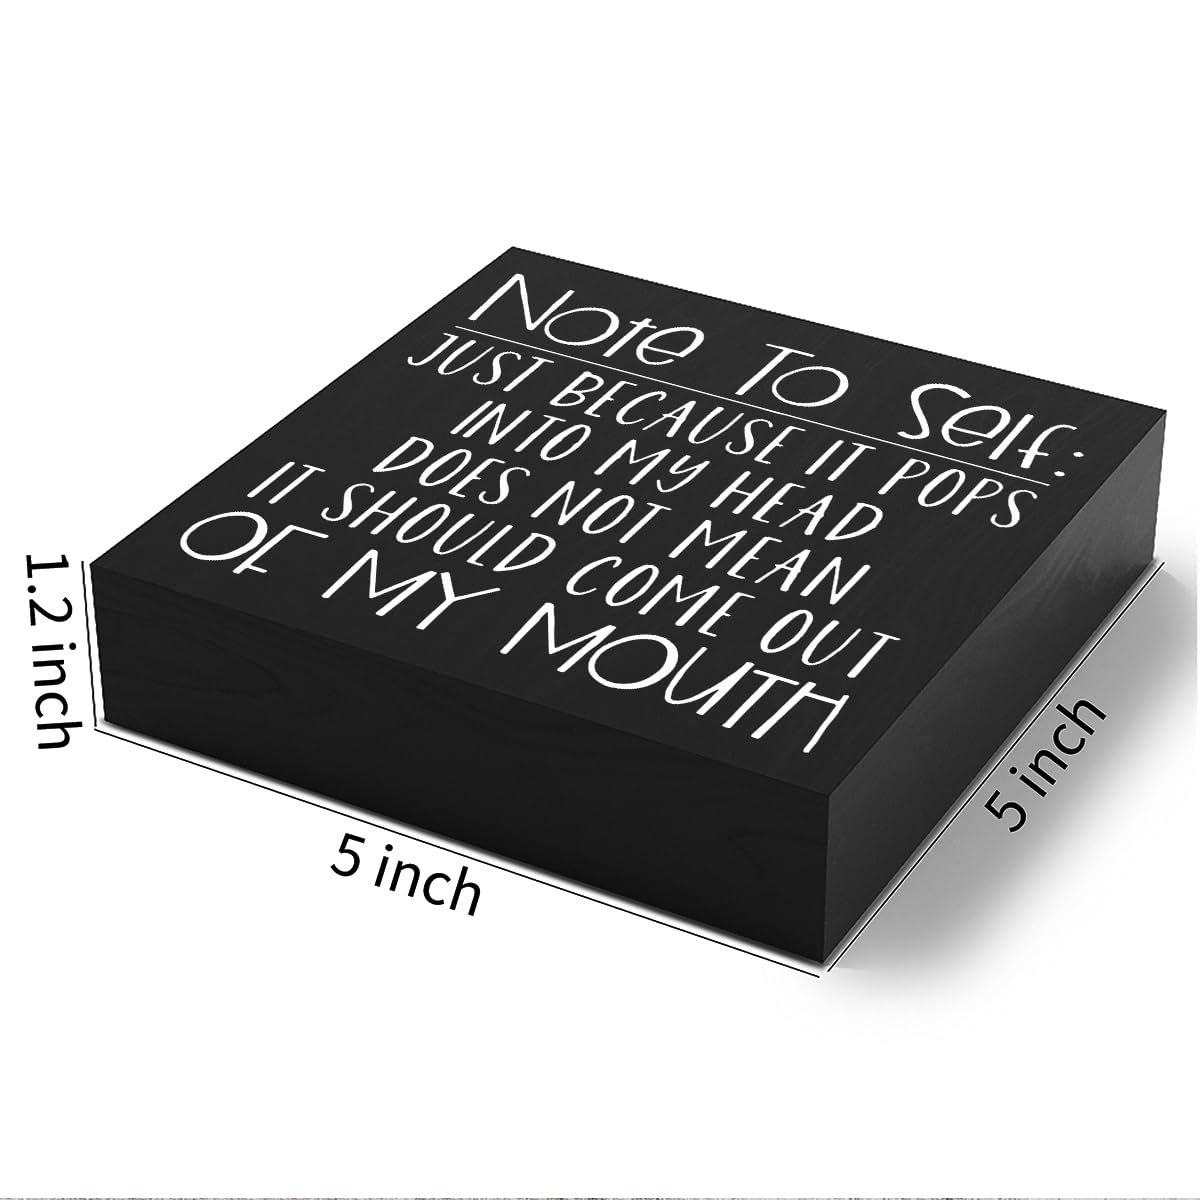 Note To Self:
JUST BECAUSE IT POPS
INTO MY HEAD
DOES NOT MEAN
IT SHOULD COME OUT
OF MY MOUTH
1.2 inch
5 inch
5 inch